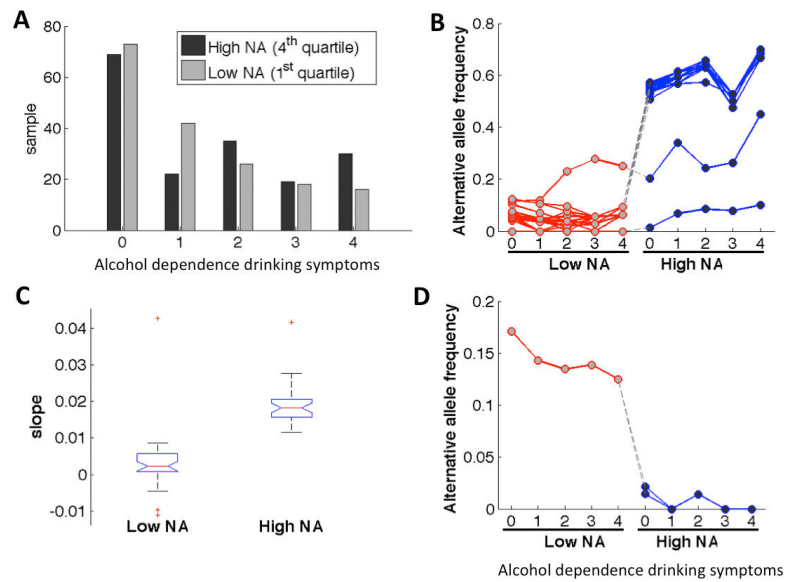 A
80
60
40
20
0
sample
High NA (4th quartile)
Low NA (1st quartile)
0 1 2 3 4
Alcohol dependence drinking symptoms
B
0.8
0.6
0.4
0.2
0
Alternative allele frequency
0 1 2 3 4 0 1 2 3 4
Low NA High NA
C
0.04
0.03
0.02
0.01
0
-0.01
slope
Low NA High NA
D
0.2
0.15
0.1
0.05
0
Alternative allele frequency
0 1 2 3 4 0 1 2 3 4
Low NA High NA
Alcohol dependence drinking symptoms